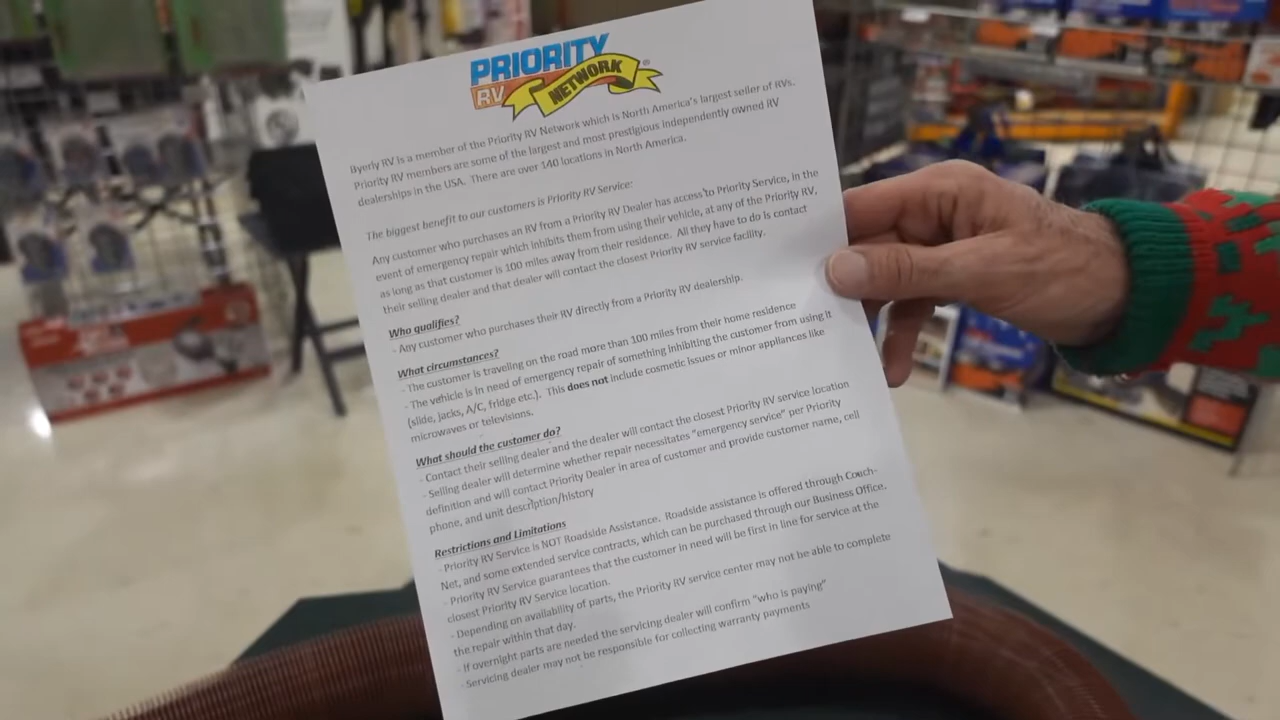 PRIORITY
RV NETWORK
Byerly RV is a member of the Priority RV Network which is North America's largest seller of RVs.
Priority RV members are some of the largest and most prestigious independently owned RV
dealerships in the USA. There are over 140 locations in North America.
The biggest benefit to our customers is Priority RV Service:
Any customer who purchases an RV from a Priority RV Dealer has access to Priority Service, in the
event of emergency repair which inhibits them from using their vehicle, at any of the Priority RV,
as long as that customer is 100 miles away from their residence. All they have to do is contact
their selling dealer and that dealer will contact the closest Priority RV service facility.
Who qualifies?
- Any customer who purchases their RV directly from a Priority RV dealership.
What circumstances?
- The customer is traveling on the road more than 100 miles from their home residence
- The vehicle is in need of emergency repair of something inhibiting the customer from using it
(slide, jacks, A/C, fridge etc.). This does not include cosmetic issues or minor appliances like
microwaves or televisions.
What should the customer do?
- Contact their selling dealer and the dealer will contact the closest Priority RV service location
- Selling dealer will determine whether repair necessitates "emergency service" per Priority
definition and will contact Priority Dealer in area of customer and provide customer name, cell
phone, and unit description/history
Restrictions and Limitations
- Priority RV Service is NOT Roadside Assistance. Roadside assistance is offered through Coach-
Net, and some extended service contracts, which can be purchased through our Business Office.
- Priority RV Service guarantees that the customer in need will be first in line for service at the
closest Priority RV Service location.
- Depending on availability of parts, the Priority RV service center may not be able to complete
the repair within that day.
- If overnight parts are needed the servicing dealer will confirm "who is paying"
- Servicing dealer may not be responsible for collecting warranty payments